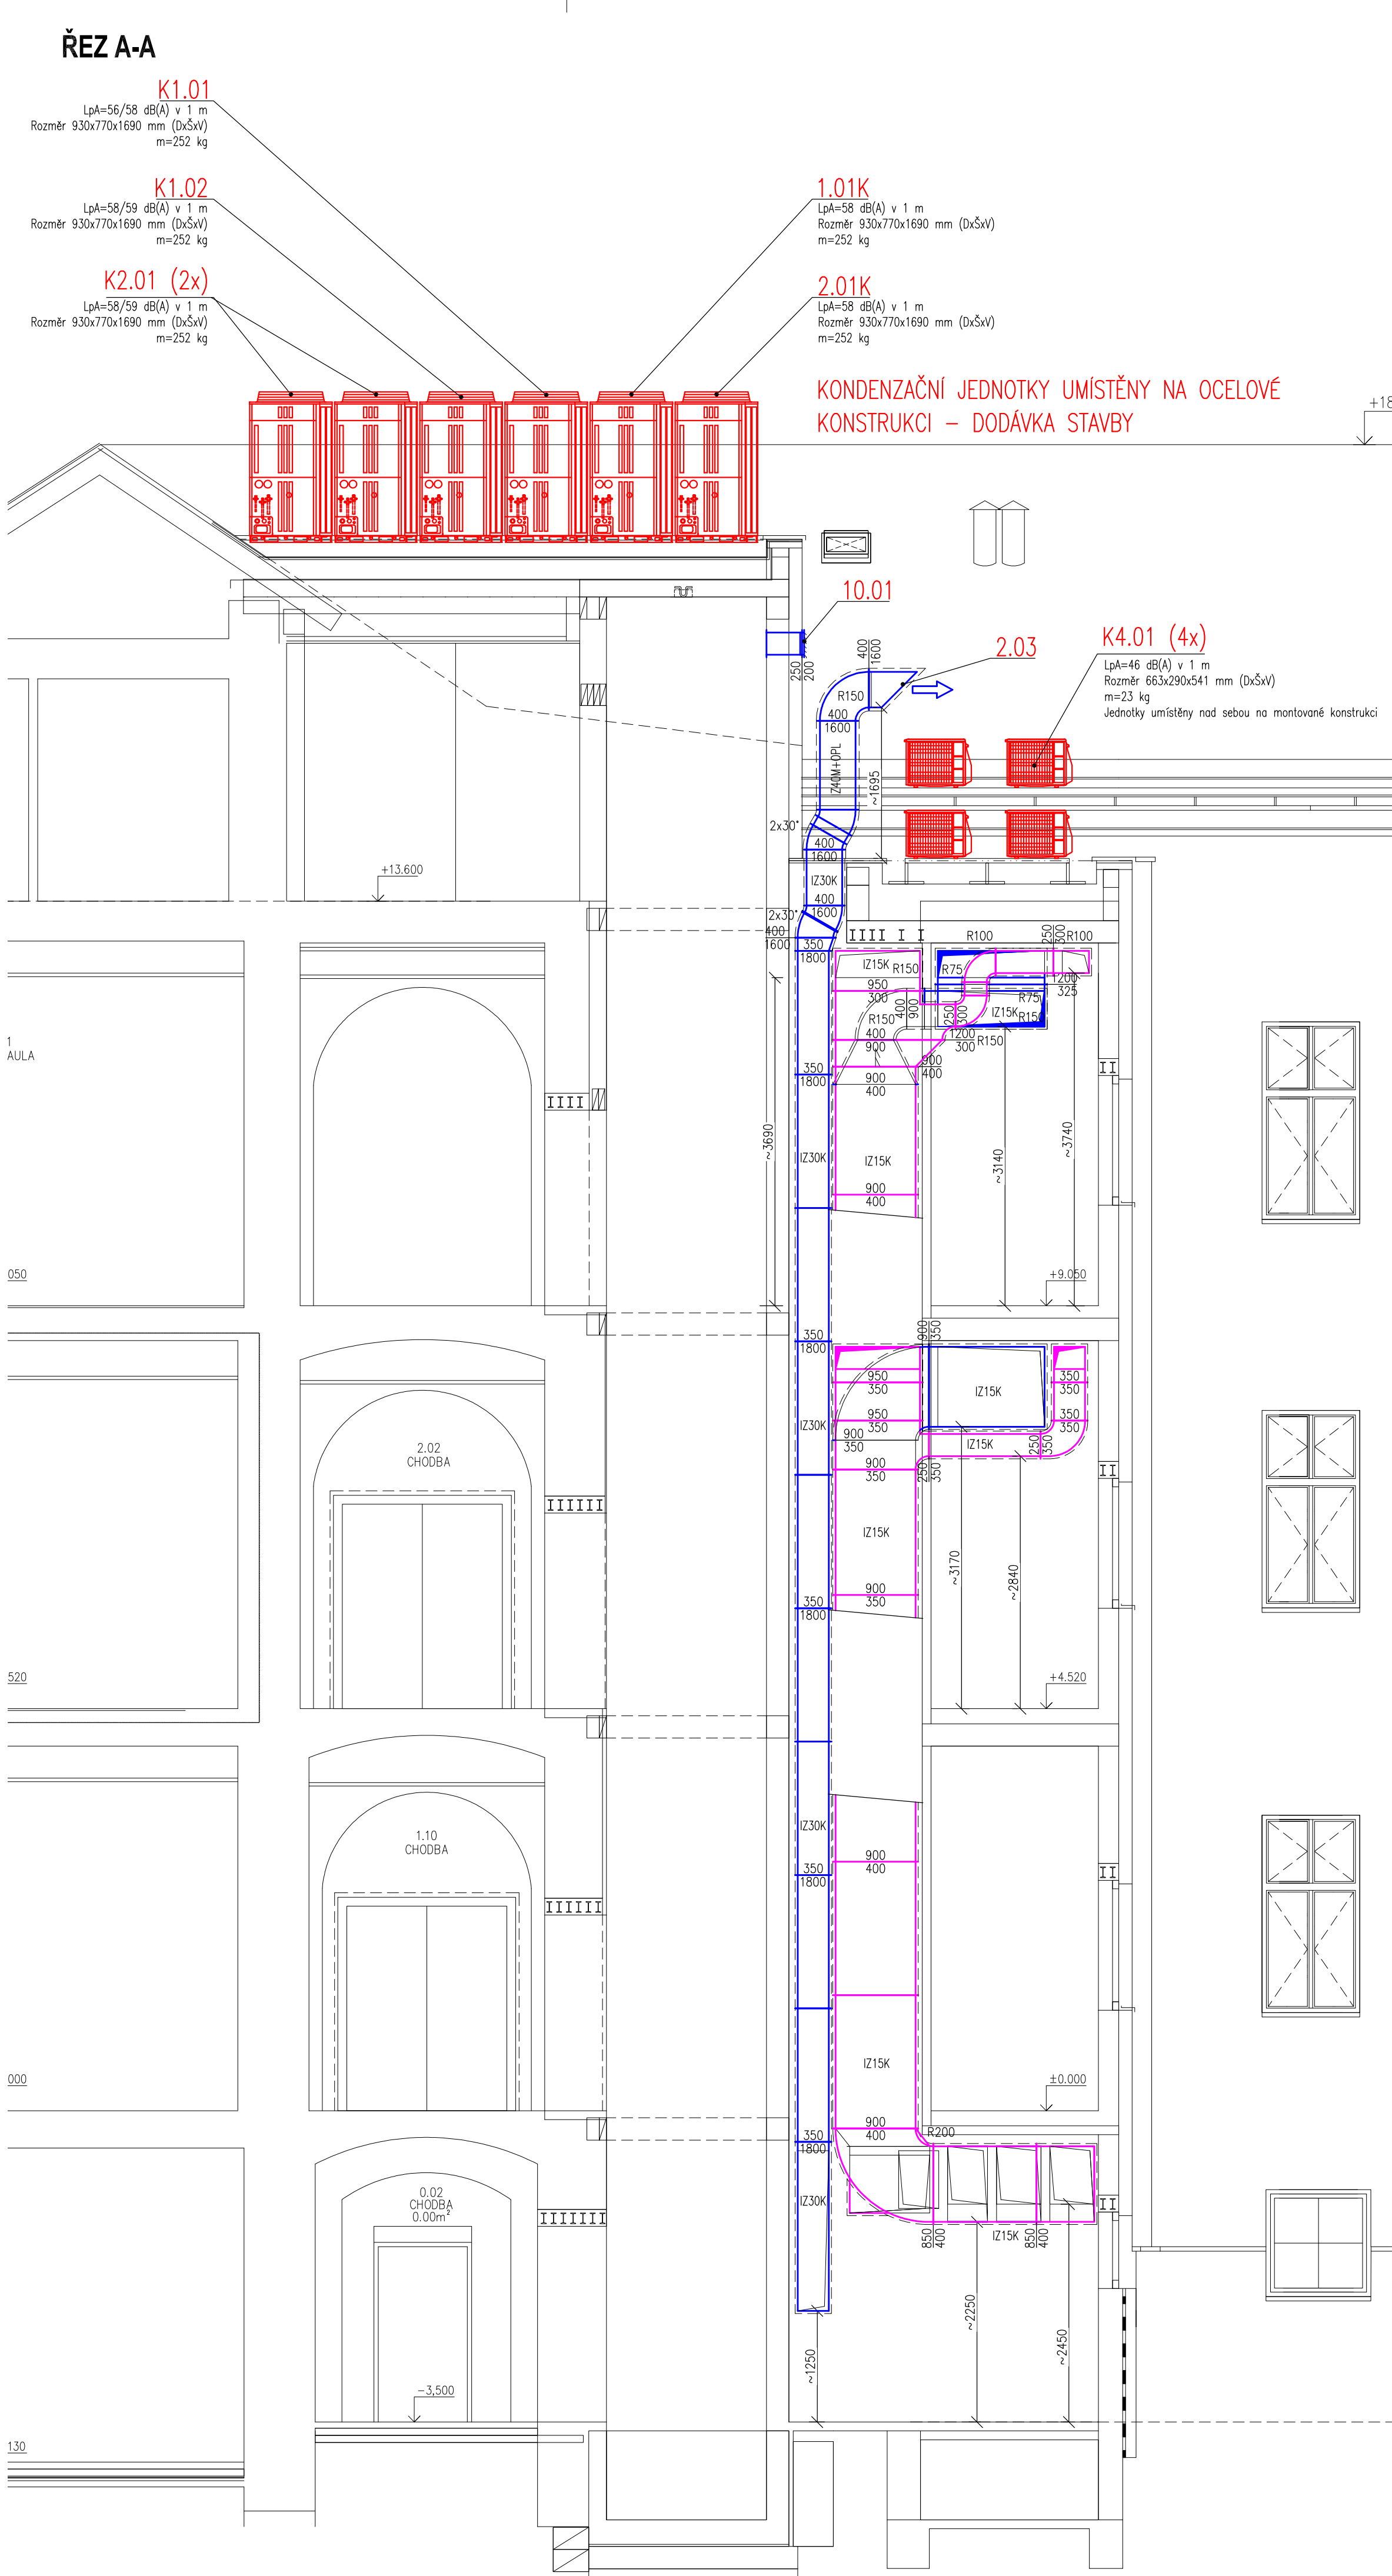 ŘEZ A-A
K1.01
LpA=56/58 dB(A) v 1 m
Rozměr 930x770x1690 mm (DxŠxV)
m=252 kg
K1.02
LpA=58/59 dB(A) v 1 m
Rozměr 930x770x1690 mm (DxŠxV)
m=252 kg
K2.01 (2x)
LpA=58/59 dB(A) v 1 m
Rozměr 930x770x1690 mm (DxŠxV)
m=252 kg
1.01K
LpA=58 dB(A) v 1 m
Rozměr 930x770x1690 mm (DxŠxV)
m=252 kg
2.01K
LpA=58 dB(A) v 1 m
Rozměr 930x770x1690 mm (DxŠxV)
m=252 kg
KONDENZAČNÍ JEDNOTKY UMÍSTĚNY NA OCELOVÉ
KONSTRUKCI – DODÁVKA STAVBY
+18
10.01
250
200
400
1600
2.03
K4.01 (4x)
LpA=46 dB(A) v 1 m
Rozměr 663x290x541 mm (DxŠxV)
m=23 kg
Jednotky umístěny nad sebou na montované konstrukci
R150
400
1600
Z40M+OPL
~1695
2x30°
400
1600
IZ30K
400
1600
2x30°
400
1600
350
1800
+13.600
IZ15K
R150
R75
R100
250
300
R100
950
300
400
900
R150
250
300
1200
325
R75
IZ15K
R150
400
900
1200
300
R150
900
400
350
1800
900
400
1
AULA
~3690
IZ30K
IZ15K
~3140
~3740
900
400
050
+9.050
350
1800
900
350
950
350
IZ15K
350
350
950
350
350
350
IZ30K
900
350
IZ15K
250
350
900
350
250
350
2.02
CHODBA
IZ15K
~3170
~2840
900
350
350
1800
520
+4.520
IZ30K
1.10
CHODBA
900
400
350
1800
IZ15K
000
±0.000
900
400
R200
350
1800
0.02
CHODBA
0.00m²
IZ30K
850
400
IZ15K
850
400
~2250
~2450
~1250
-3,500
130